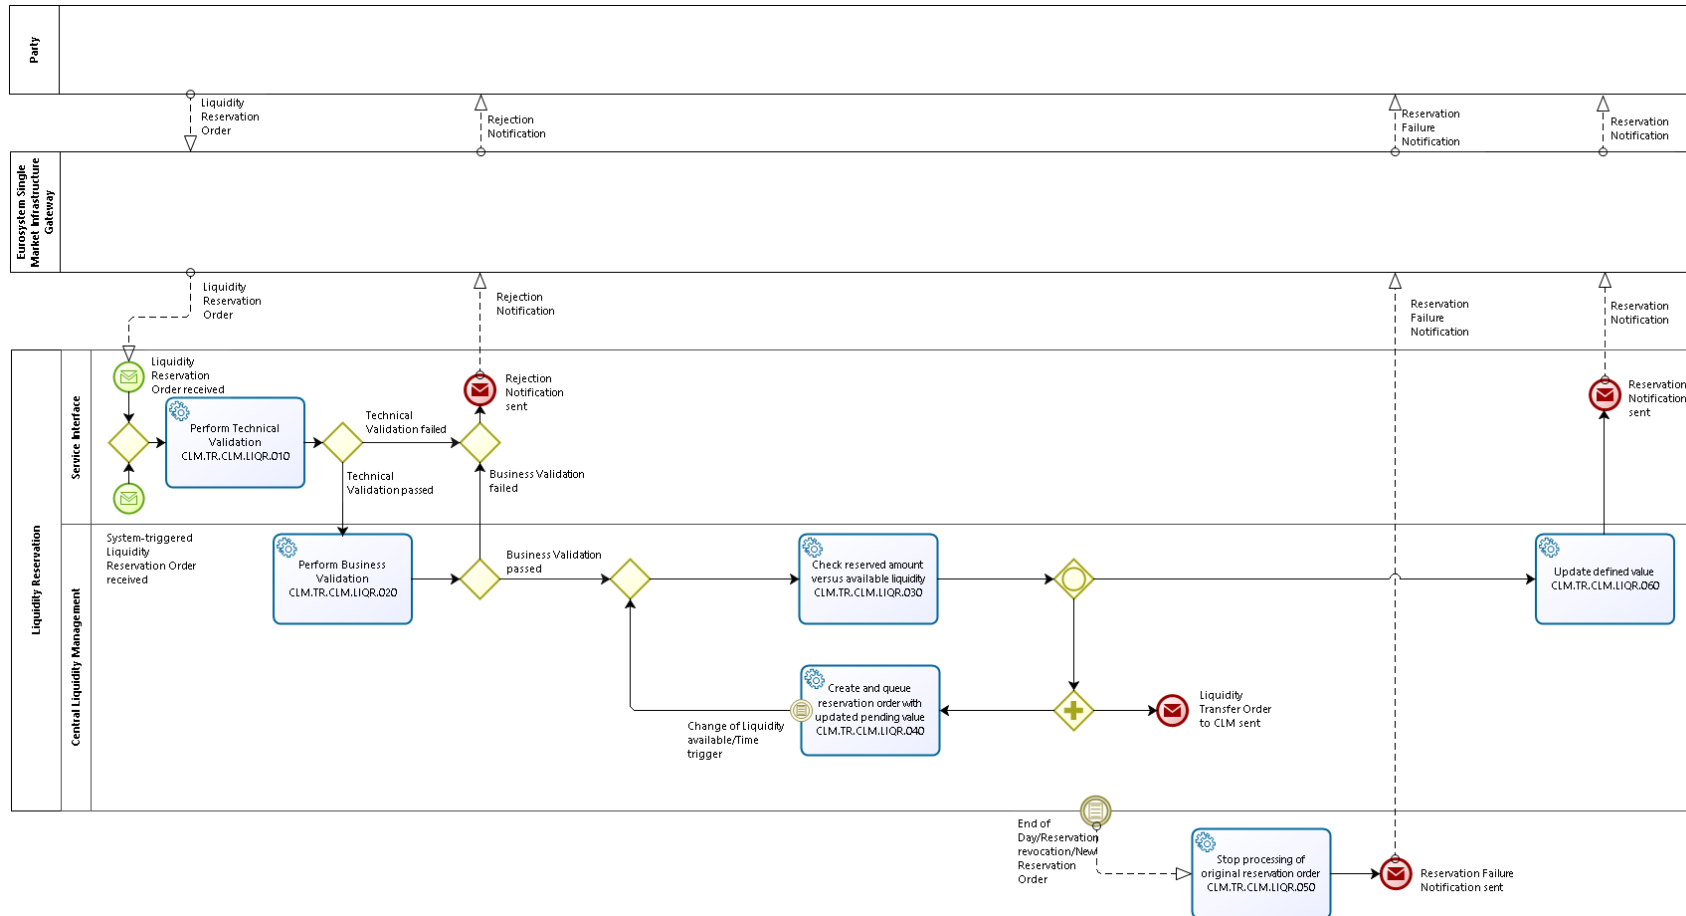 Party
Liquidity
Reservation
Order
Rejection
Notification
Reservation
Failure
Notification
Reservation
Notification
Eurosystem Single
Market Infrastructure
Gateway
Liquidity
Reservation
Order
Rejection
Notification
Reservation
Failure
Notification
Reservation
Notification
Liquidity Reservation
Service Interface
Liquidity
Reservation
Order received
Perform Technical
Validation
CLM.TR.CLM.LIQR.010
Technical
Validation failed
Technical
Validation passed
Rejection
Notification
sent
Business Validation
failed
Reservation
Notification
sent
Central Liquidity Management
System-triggered
Liquidity
Reservation Order
received
Perform Business
Validation
CLM.TR.CLM.LIQR.020
Business Validation
passed
Check reserved amount
versus available liquidity
CLM.TR.CLM.LIQR.030
Update defined value
CLM.TR.CLM.LIQR.060
Create and queue
reservation order with
updated pending value
CLM.TR.CLM.LIQR.040
Change of Liquidity
available/Time
trigger
Liquidity
Transfer Order
to CLM sent
End of
Day/Reservation
revocation/New
Reservation
Order
Stop processing of
original reservation order
CLM.TR.CLM.LIQR.050
Reservation Failure
Notification sent